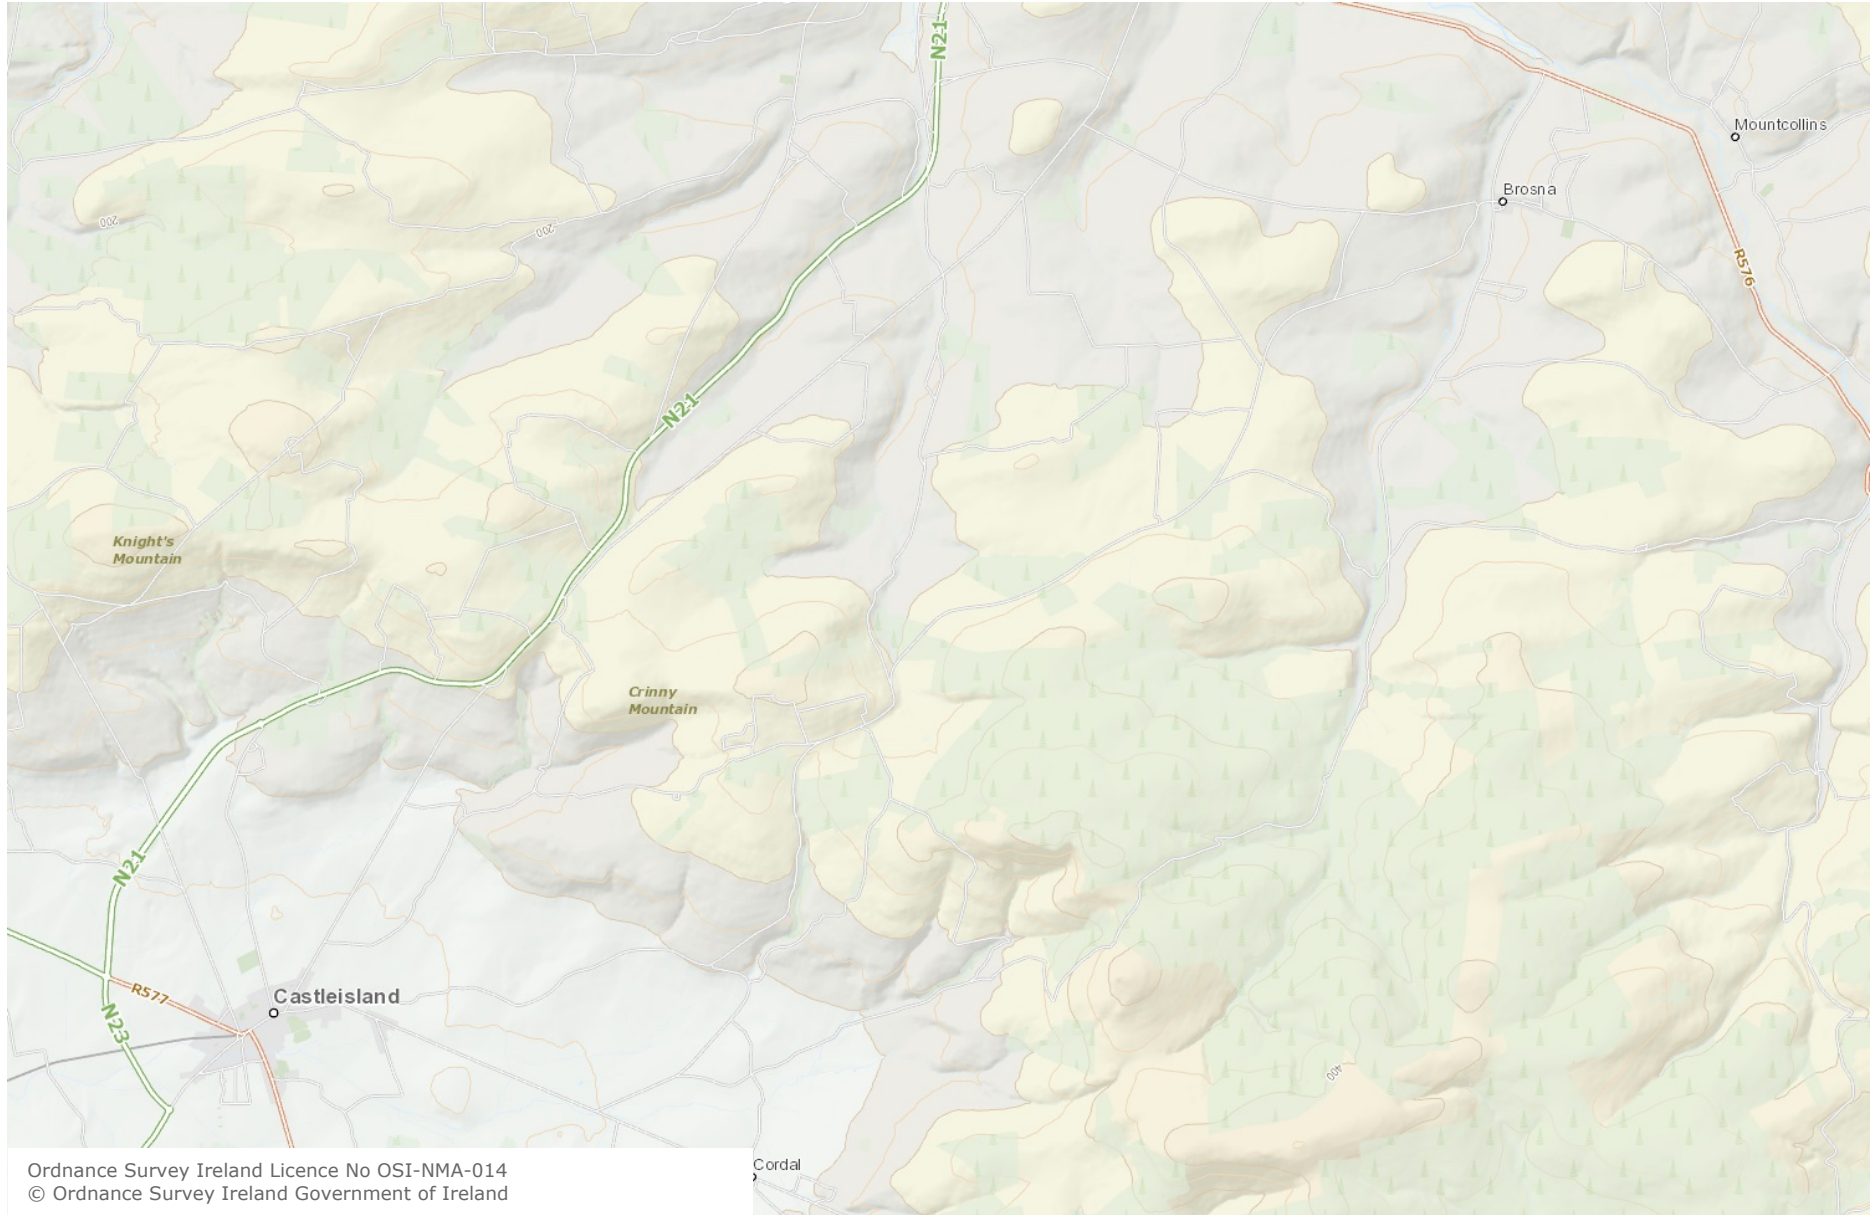 N21
Mountcollins
Brosna
200
200
R576
N21
Knight's
Mountain
Crinny
Mountain
N21
R577
Castleisland
N23
400
Cordal
Ordnance Survey Ireland Licence No OSI-NMA-014
© Ordnance Survey Ireland Government of Ireland